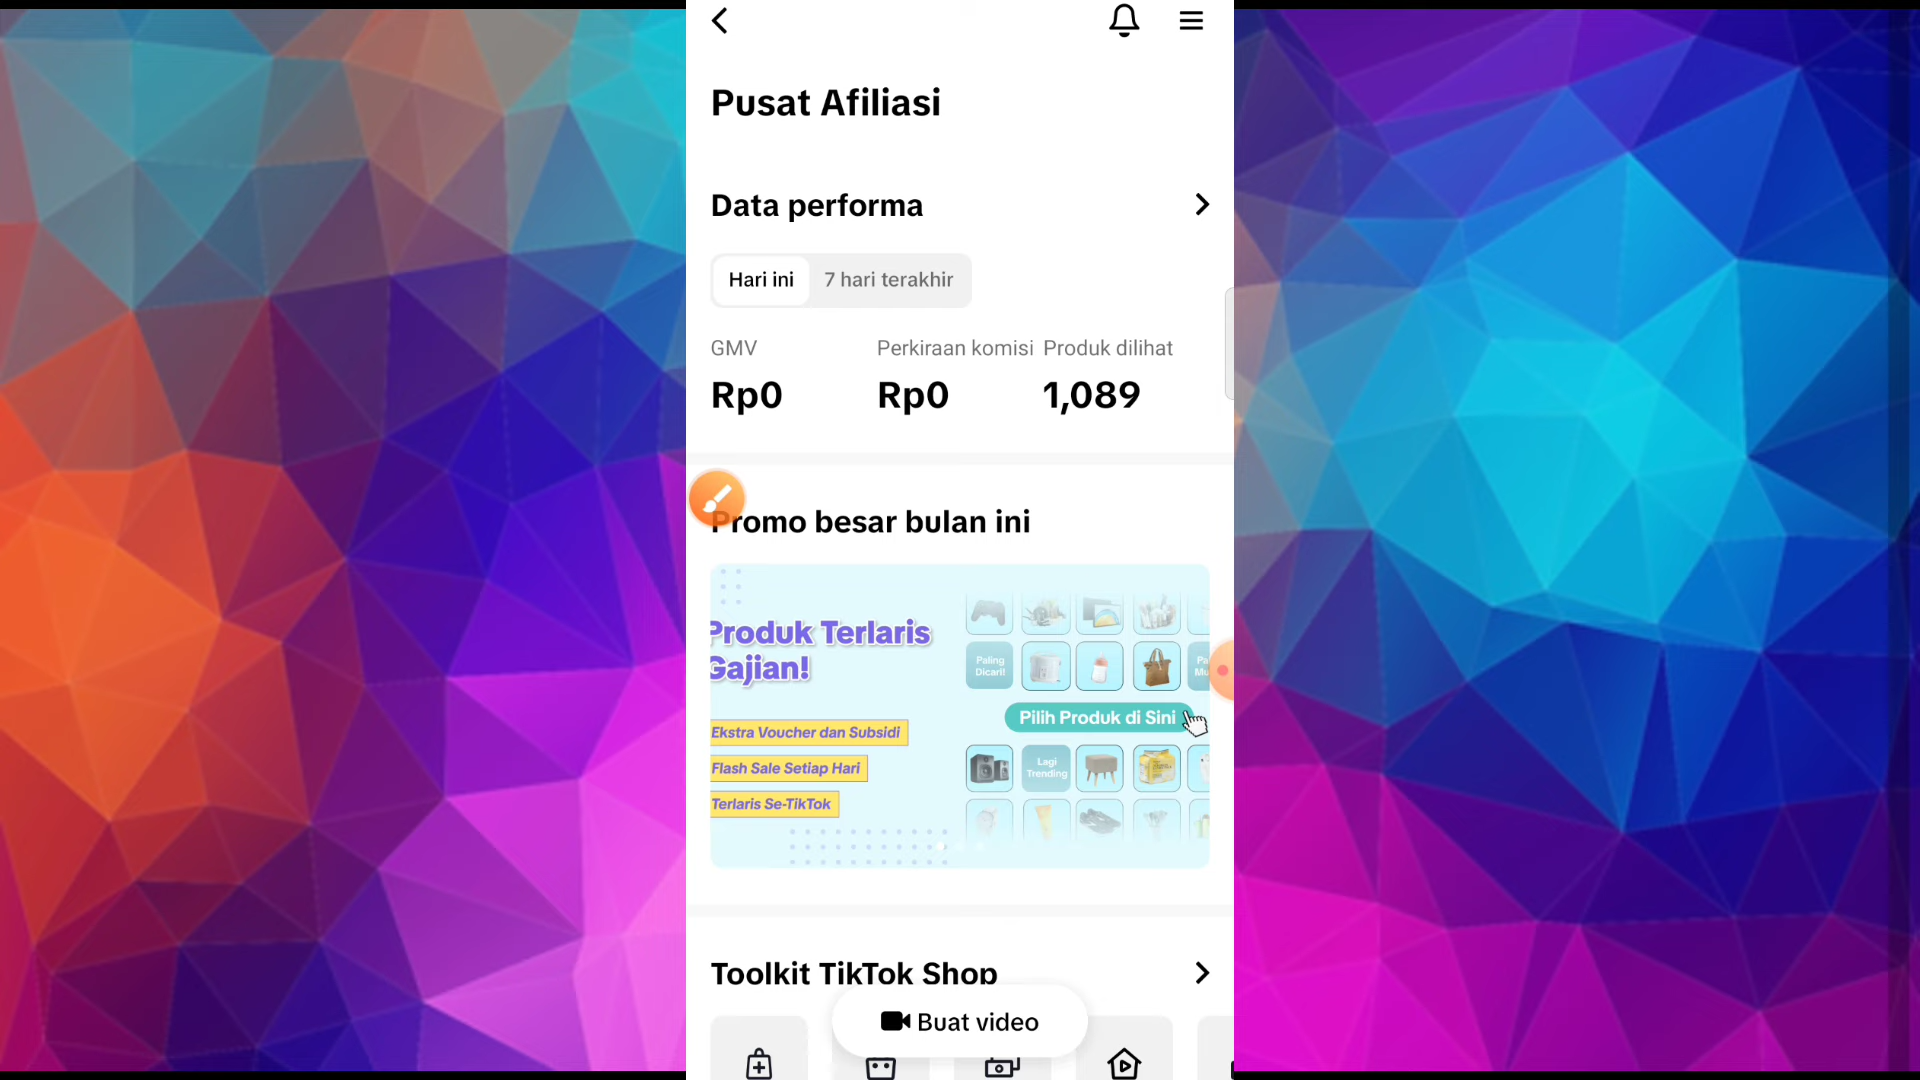 Pusat Afiliasi
Data performa
Hari ini 7 hari terakhir
GMV Perkiraan komisi Produk dilihat
Rp0 Rp0 1,089
Promo besar bulan ini
Produk Terlaris
Gajian!
Paling
Dicari!
Pilih Produk di Sini
Ekstra Voucher dan Subsidi
Flash Sale Setiap Hari
Lagi
Trending
Terlaris Se-TikTok
Toolkit TikTok Shop
Buat video